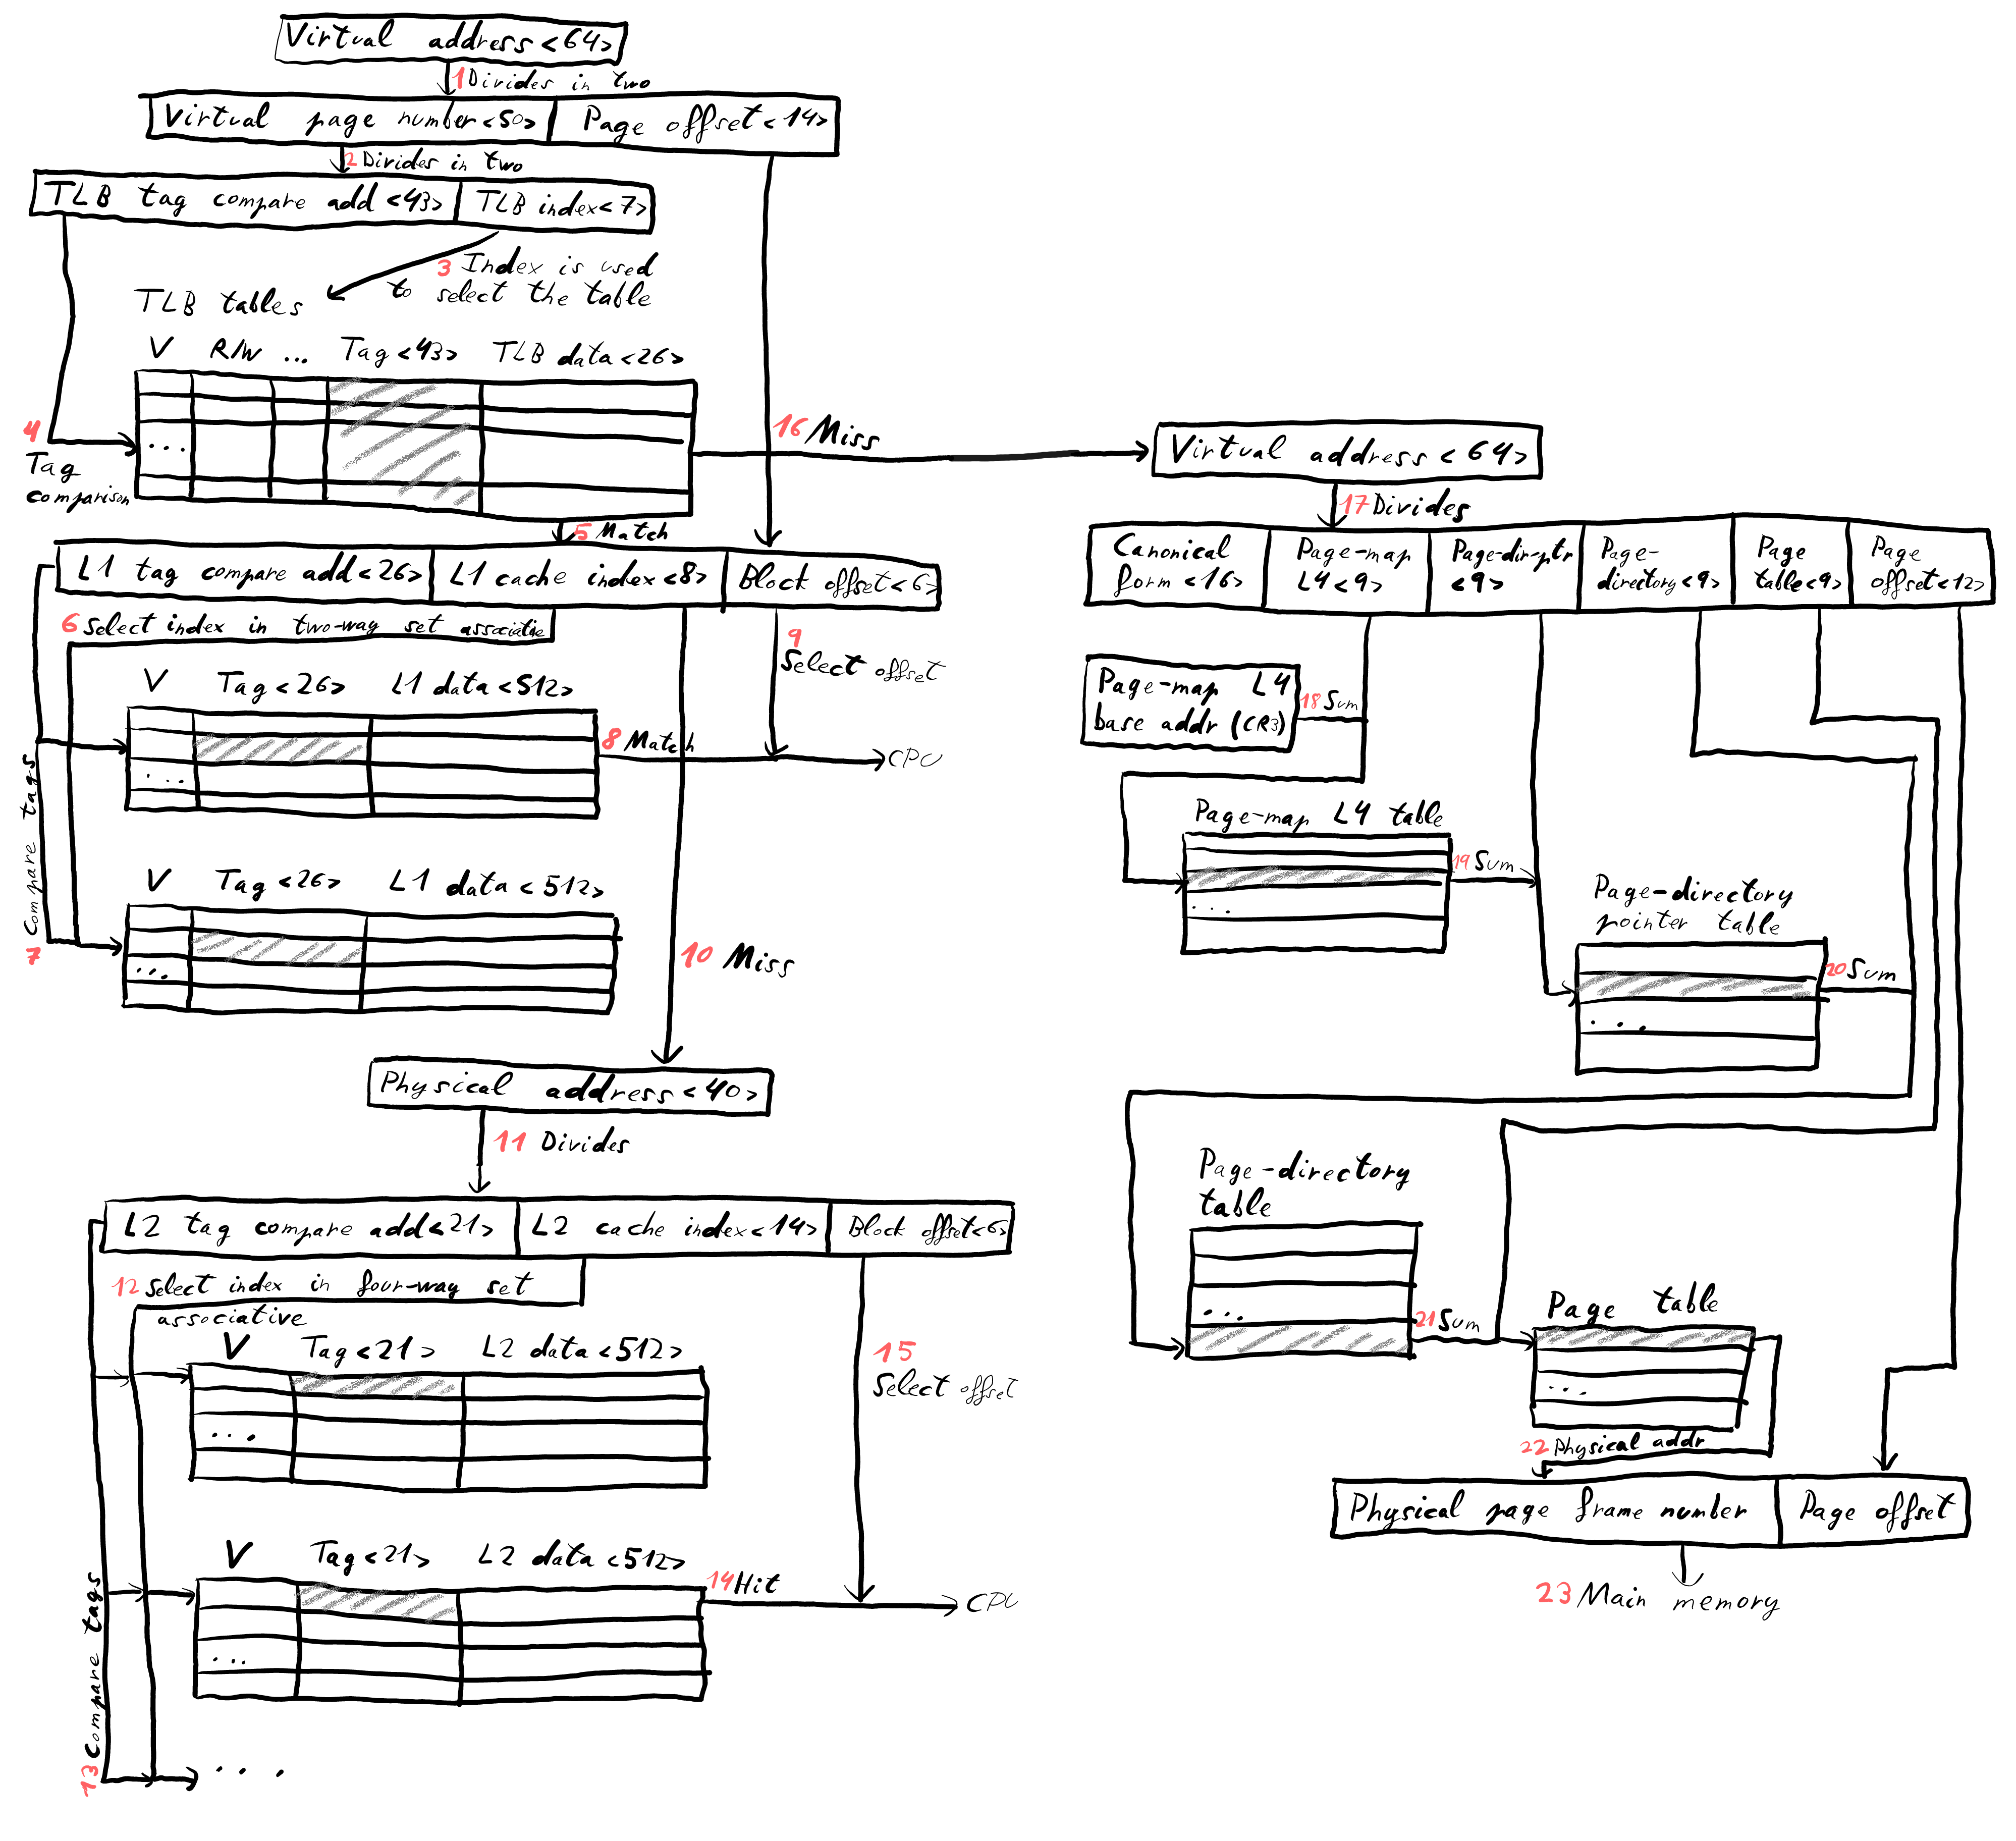 Virtual address<64>
1 Divides in two
Virtual page number<50> Page offset<14>
2 Divides in two
TLB tag compare add<43> TLB index<7>
3 Index is used
to select the table
TLB tables
V R/W ... Tag<43> TLB data<26>
...
4
Tag
comparison
16 Miss
5 Match
L1 tag compare add<26> L1 cache index<8> Block offset<6>
6 Select index in two-way set associative
9
Select offset
V Tag<26> L1 data<512>
...
8 Match
CPU
7 Compare tags
V Tag<26> L1 data<512>
...
10 Miss
Physical address<40>
11 Divides
L2 tag compare add<21> L2 cache index<14> Block offset<6>
12 Select index in four-way set
associative
V Tag<21> L2 data<512>
...
15
Select offset
V Tag<21> L2 data<512>
...
14 Hit
CPU
13 Compare tags
...
Virtual address<64>
17 Divides
Canonical
form<16>
Page-map
L4<9>
Page-dir-ptr
<9>
Page-
directory<9>
Page
table<9>
Page
offset<12>
Page-map L4
base addr (CR3)
18 Sum
Page-map L4 table
...
19 Sum
Page-directory
pointer table
...
20 Sum
Page-directory
table
...
21 Sum
Page table
...
22 Physical addr
Physical page frame number Page offset
23 Main memory